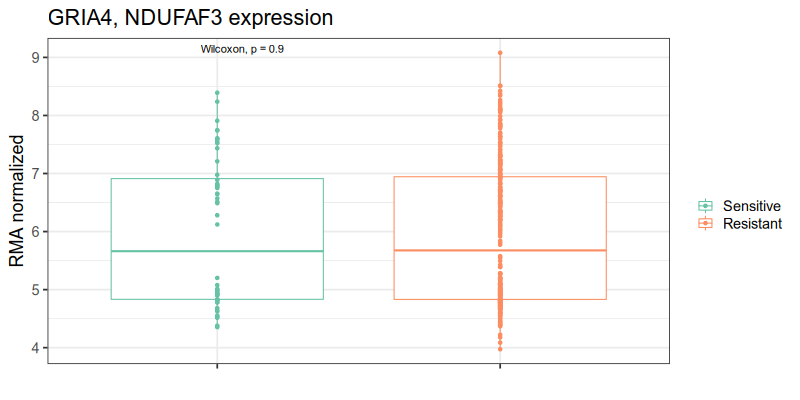 GRIA4, NDUFAF3 expression
Wilcoxon, p = 0.9
RMA normalized
9
8
7
6
5
4
Sensitive
Resistant